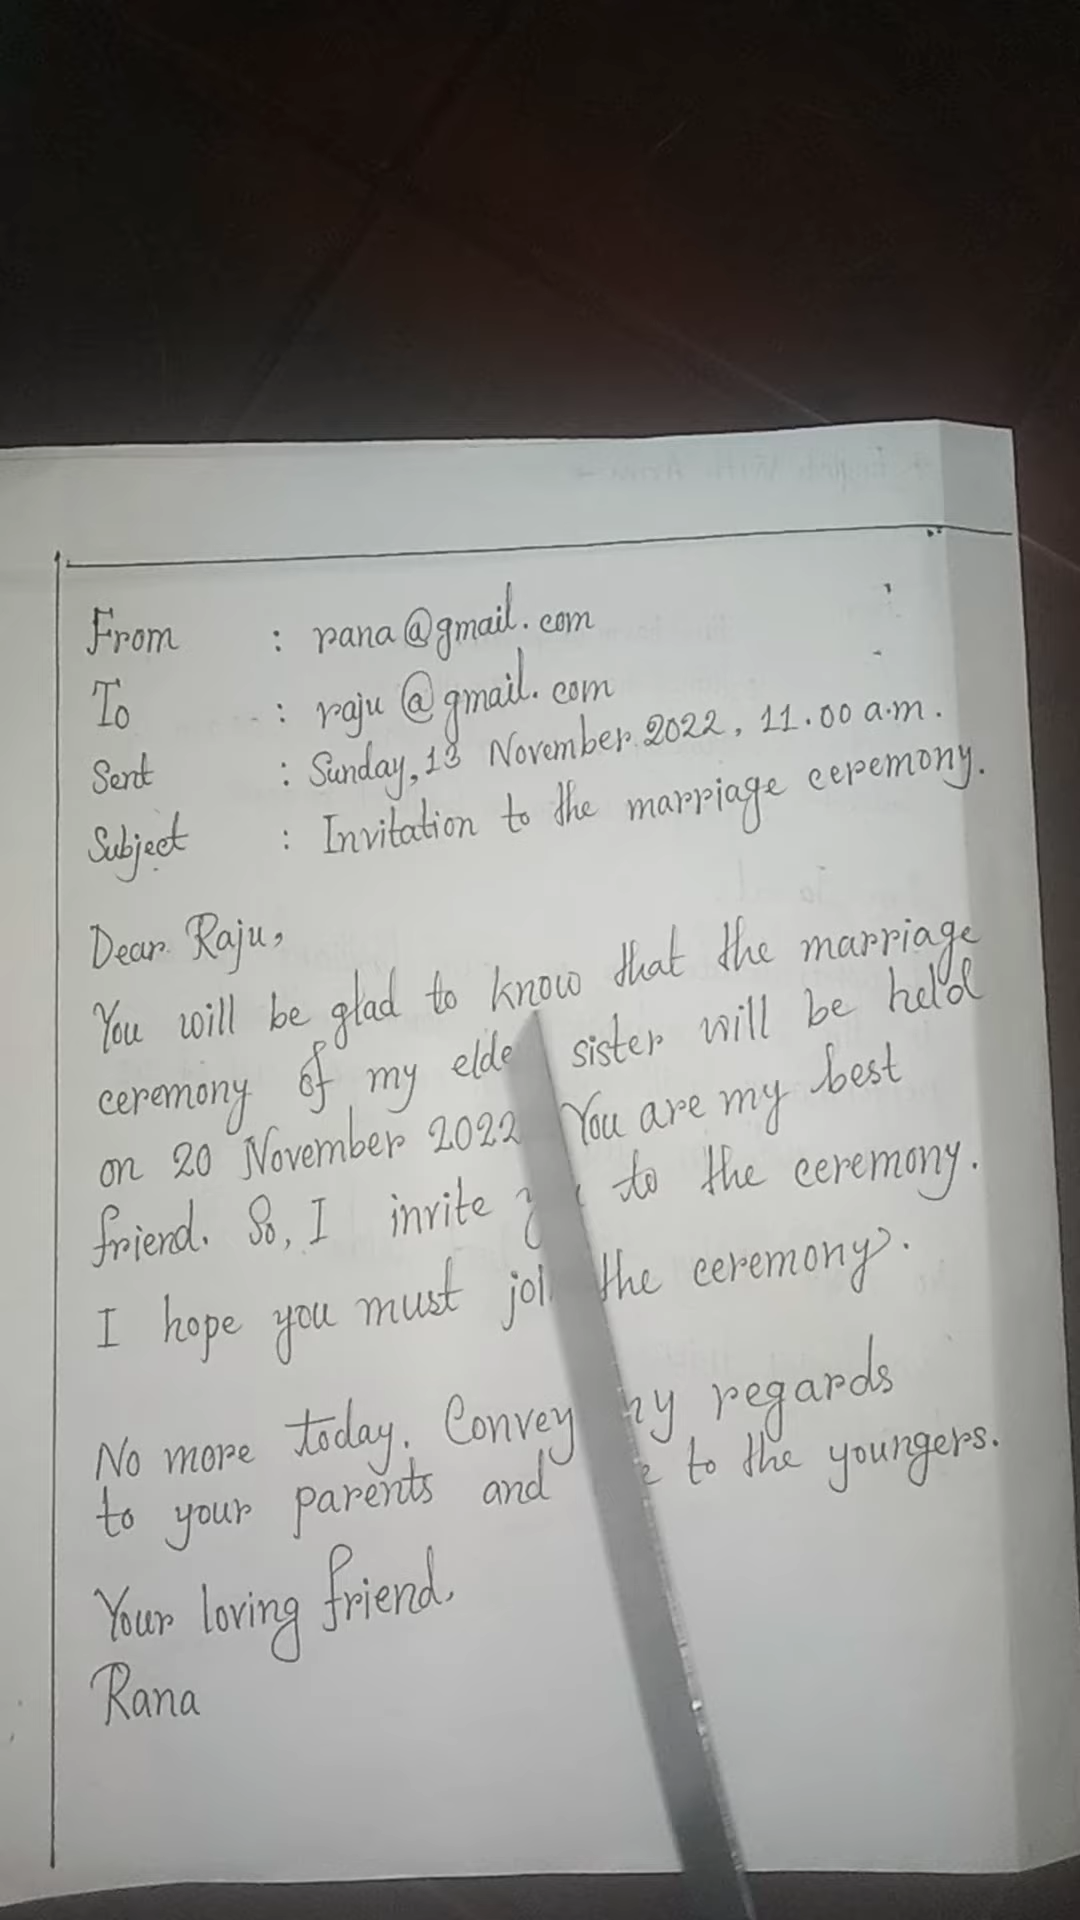 From : rana@gmail.com
To : raju@gmail.com
Sent : Sunday, 13 November 2022, 11.00 a.m.
Subject : Invitation to the marriage ceremony.
Dear Raju,
You will be glad to know that the marriage
ceremony of my elde sister will be held
on 20 November 2022 You are my best
friend. So, I invite to the ceremony.
I hope you must the ceremony.
No more today. Convey regards
to your parents and to the youngers.
Your loving friend,
Rana